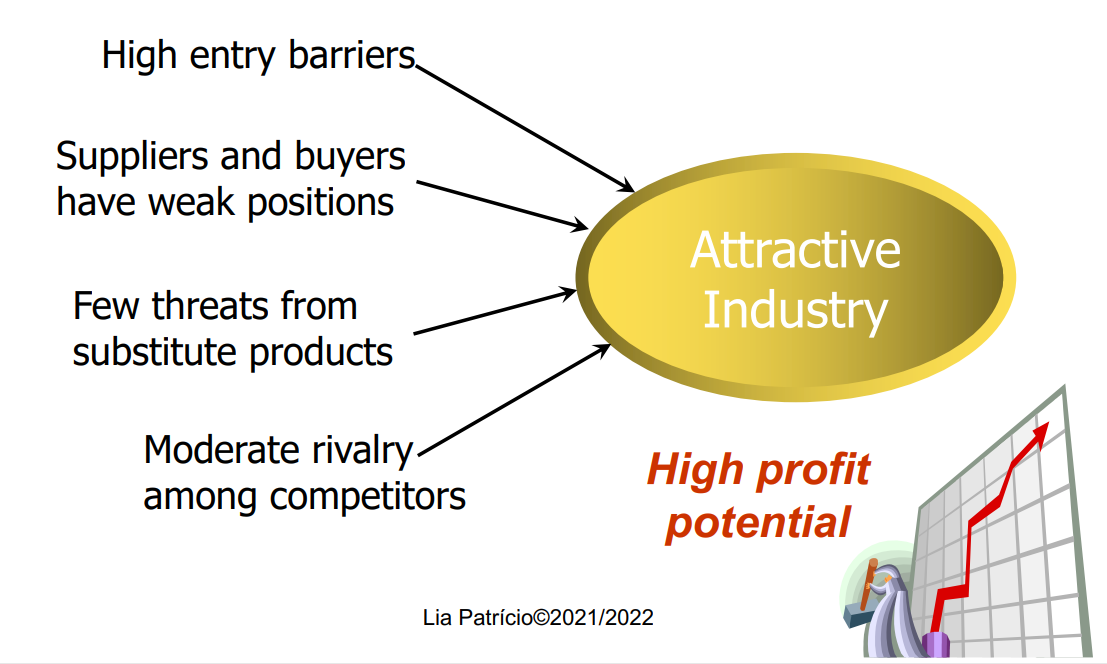 High entry barriers
Suppliers and buyers
have weak positions
Few threats from
substitute products
Moderate rivalry
among competitors
Attractive
Industry
High profit
potential
Lia Patrício©2021/2022